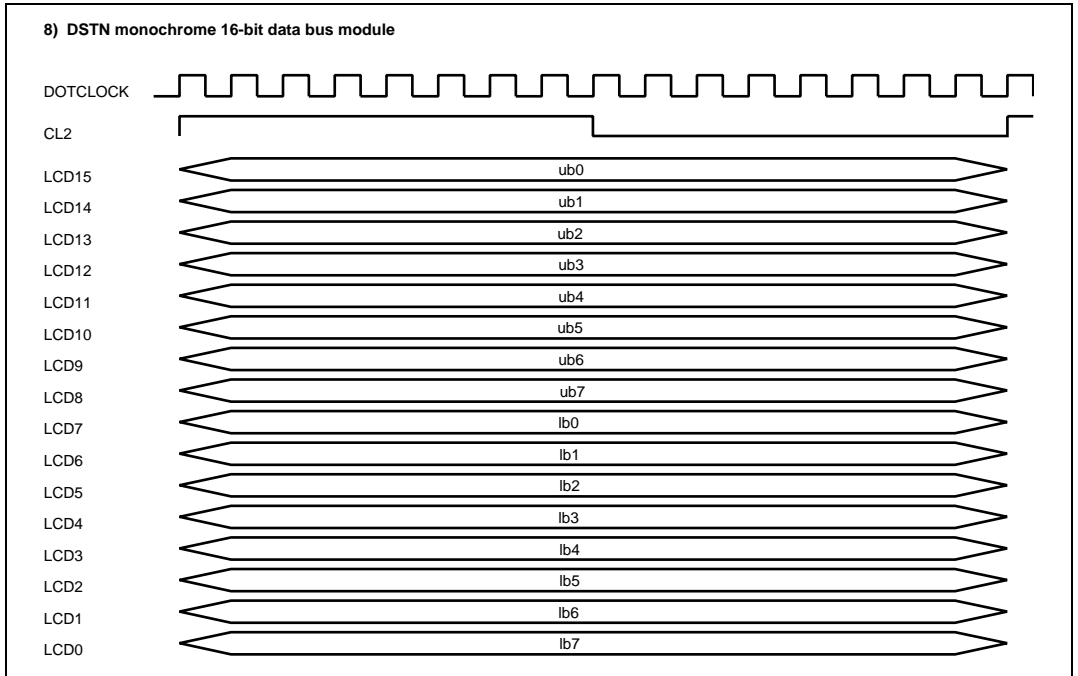 8) DSTN monochrome 16-bit data bus module
DOTCLOCK
CL2
LCD15 ub0
LCD14 ub1
LCD13 ub2
LCD12 ub3
LCD11 ub4
LCD10 ub5
LCD9 ub6
LCD8 ub7
LCD7 lb0
LCD6 lb1
LCD5 lb2
LCD4 lb3
LCD3 lb4
LCD2 lb5
LCD1 lb6
LCD0 lb7